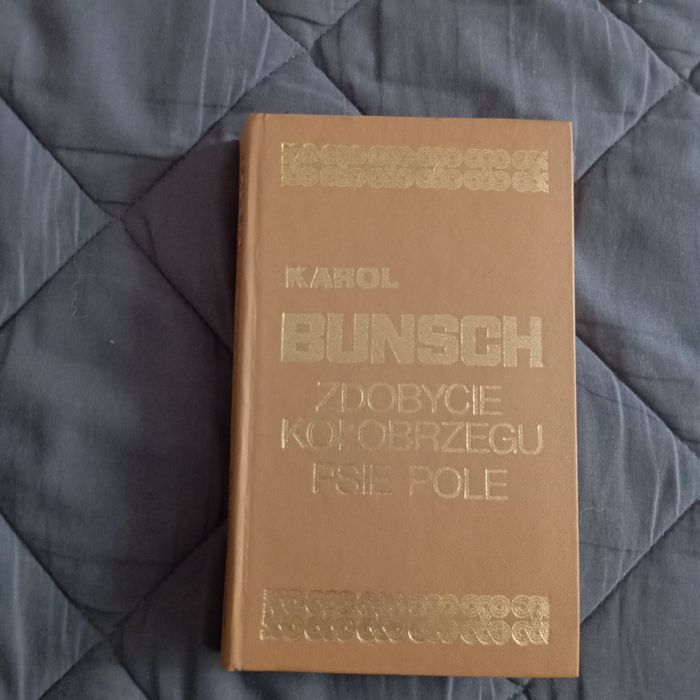 KAROL
BUNSCH
ZDOBYCIE
KOŁOBRZEGU
PSIE POLE